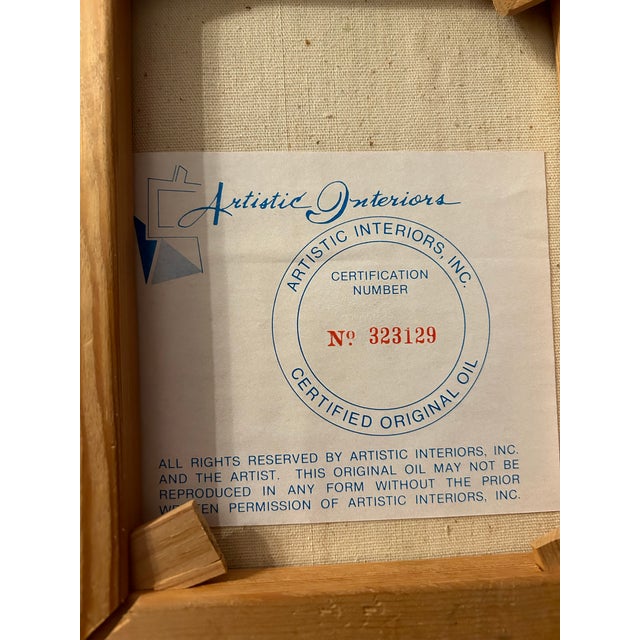 Artistic Interiors
ARTISTIC INTERIORS, INC.
CERTIFICATION
NUMBER
Nº 323129
CERTIFIED ORIGINAL OIL
ALL RIGHTS RESERVED BY ARTISTIC INTERIORS, INC.
AND THE ARTIST. THIS ORIGINAL OIL MAY NOT BE
REPRODUCED IN ANY FORM WITHOUT THE PRIOR
PERMISSION OF ARTISTIC INTERIORS, INC.